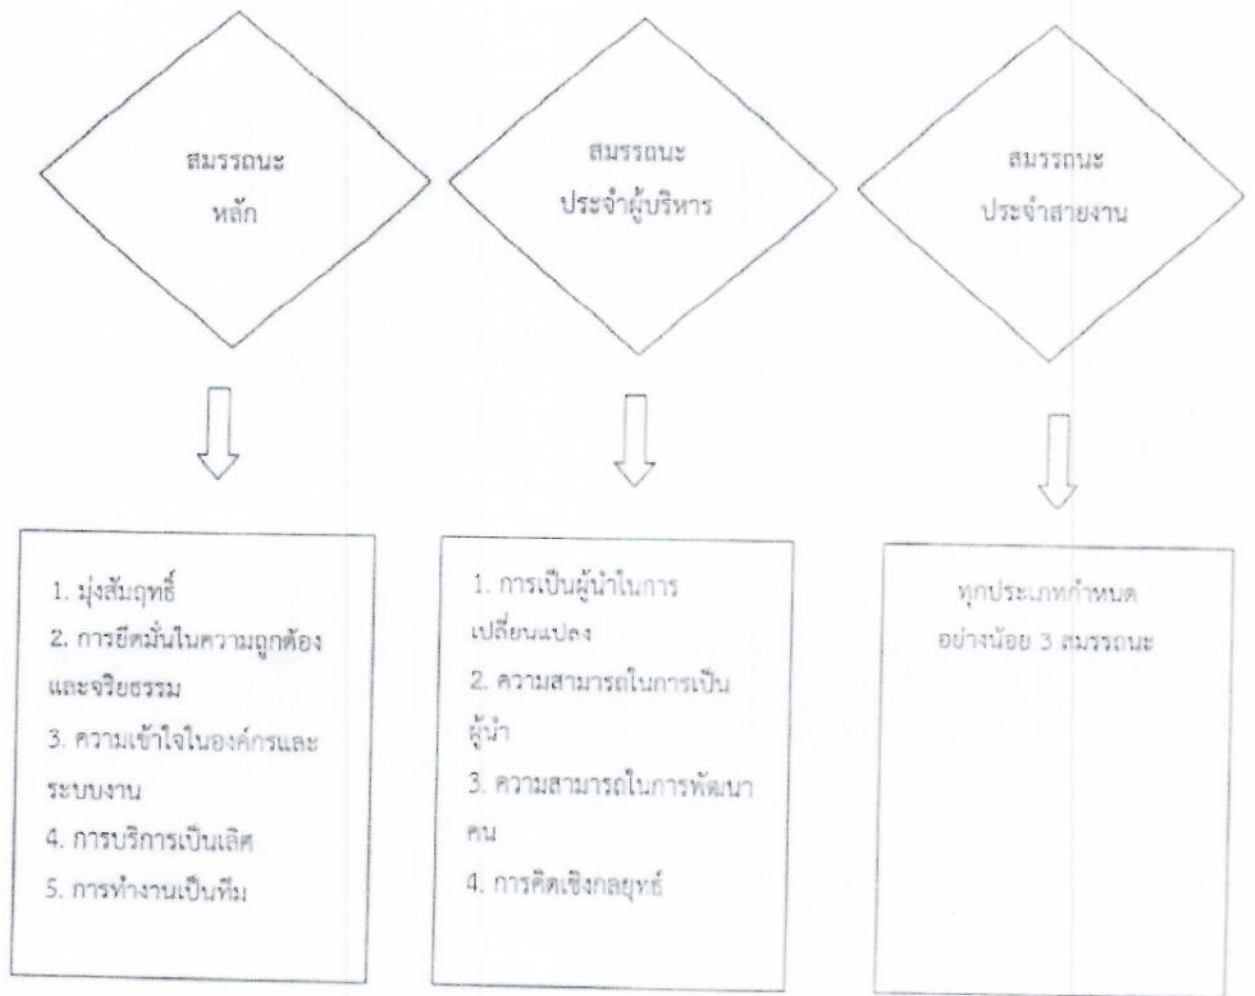 สมรรถนะ
หลัก
สมรรถนะ
ประจำผู้บริหาร
สมรรถนะ
ประจำสายงาน
1. มุ่งสัมฤทธิ์
2. การยึดมั่นในความถูกต้อง
และจริยธรรม
3. ความเข้าใจในองค์กรและ
ระบบงาน
4. การบริการเป็นเลิศ
5. การทำงานเป็นทีม
1. การเป็นผู้นำในการ
เปลี่ยนแปลง
2. ความสามารถในการเป็น
ผู้นำ
3. ความสามารถในการพัฒนา
คน
4. การคิดเชิงกลยุทธ์
ทุกประเภทกำหนด
อย่างน้อย 3 สมรรถนะ